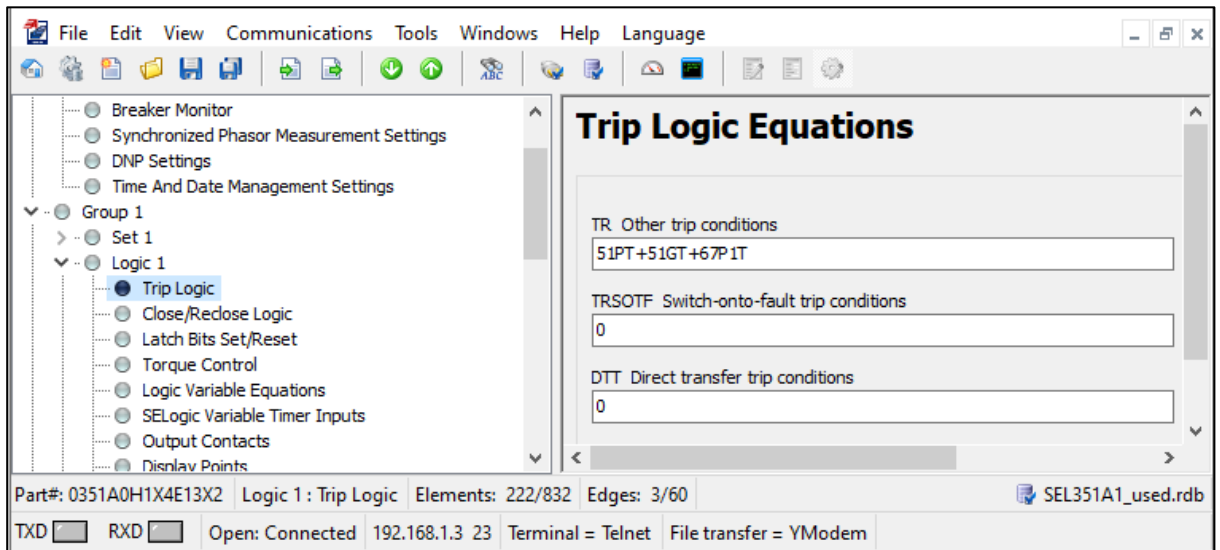 File Edit View Communications Tools Windows Help Language
ABC
Breaker Monitor
Synchronized Phasor Measurement Settings
DNP Settings
Time And Date Management Settings
Group 1
Set 1
Logic 1
Trip Logic
Close/Reclose Logic
Latch Bits Set/Reset
Torque Control
Logic Variable Equations
SELogic Variable Timer Inputs
Output Contacts
Display Points
Trip Logic Equations
TR Other trip conditions
51PT+51GT+67P1T
TRSOTF Switch-onto-fault trip conditions
0
DTT Direct transfer trip conditions
0
Part#: 0351A0H1X4E13X2 Logic 1 : Trip Logic Elements: 222/832 Edges: 3/60 SEL351A1_used.rdb
TXD RXD Open: Connected 192.168.1.3 23 Terminal = Telnet File transfer = YModem